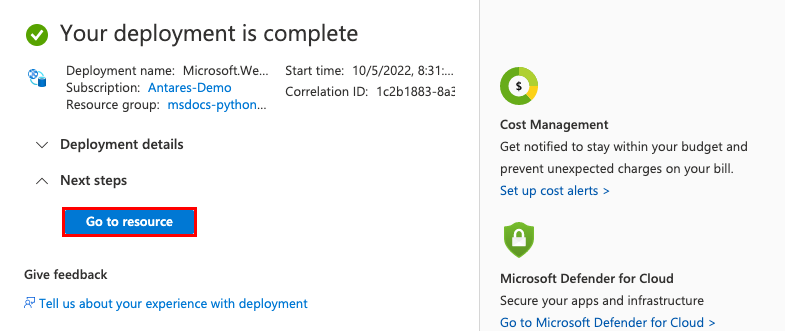 Your deployment is complete
Deployment name: Microsoft.We...
Subscription: Antares-Demo
Resource group: msdocs-python...
Start time: 10/5/2022, 8:31:...
Correlation ID: 1c2b1883-8a3
Deployment details
Next steps
Go to resource
Give feedback
Tell us about your experience with deployment
$
Cost Management
Get notified to stay within your budget and
prevent unexpected charges on your bill.
Set up cost alerts >
Microsoft Defender for Cloud
Secure your apps and infrastructure
Go to Microsoft Defender for Cloud >